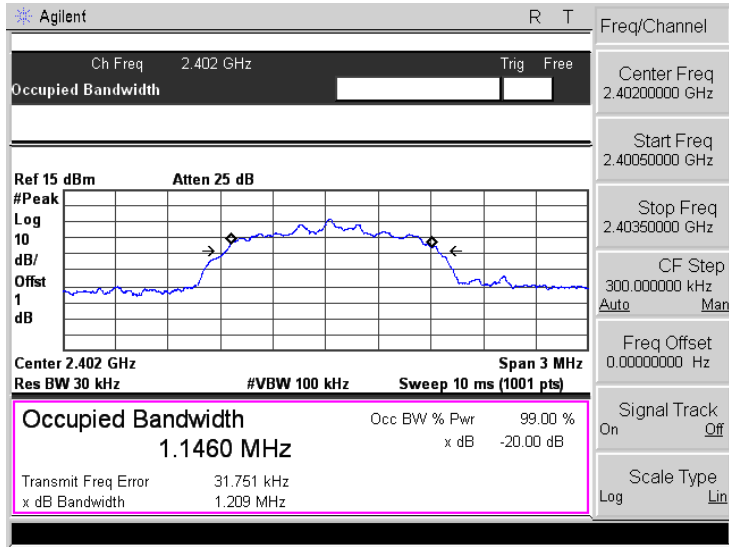 Agilent R T
Ch Freq 2.402 GHz Trig Free
Occupied Bandwidth
Ref 15 dBm Atten 25 dB
#Peak
Log
10
dB/
Offst
1
dB
Center 2.402 GHz Span 3 MHz
Res BW 30 kHz #VBW 100 kHz Sweep 10 ms (1001 pts)
Occupied Bandwidth
1.1460 MHz
Occ BW % Pwr 99.00 %
x dB -20.00 dB
Transmit Freq Error 31.751 kHz
x dB Bandwidth 1.209 MHz
Freq/Channel
Center Freq
2.40200000 GHz
Start Freq
2.40050000 GHz
Stop Freq
2.40350000 GHz
CF Step
300.000000 kHz
Auto Man
Freq Offset
0.00000000 Hz
Signal Track
On Off
Scale Type
Log Lin